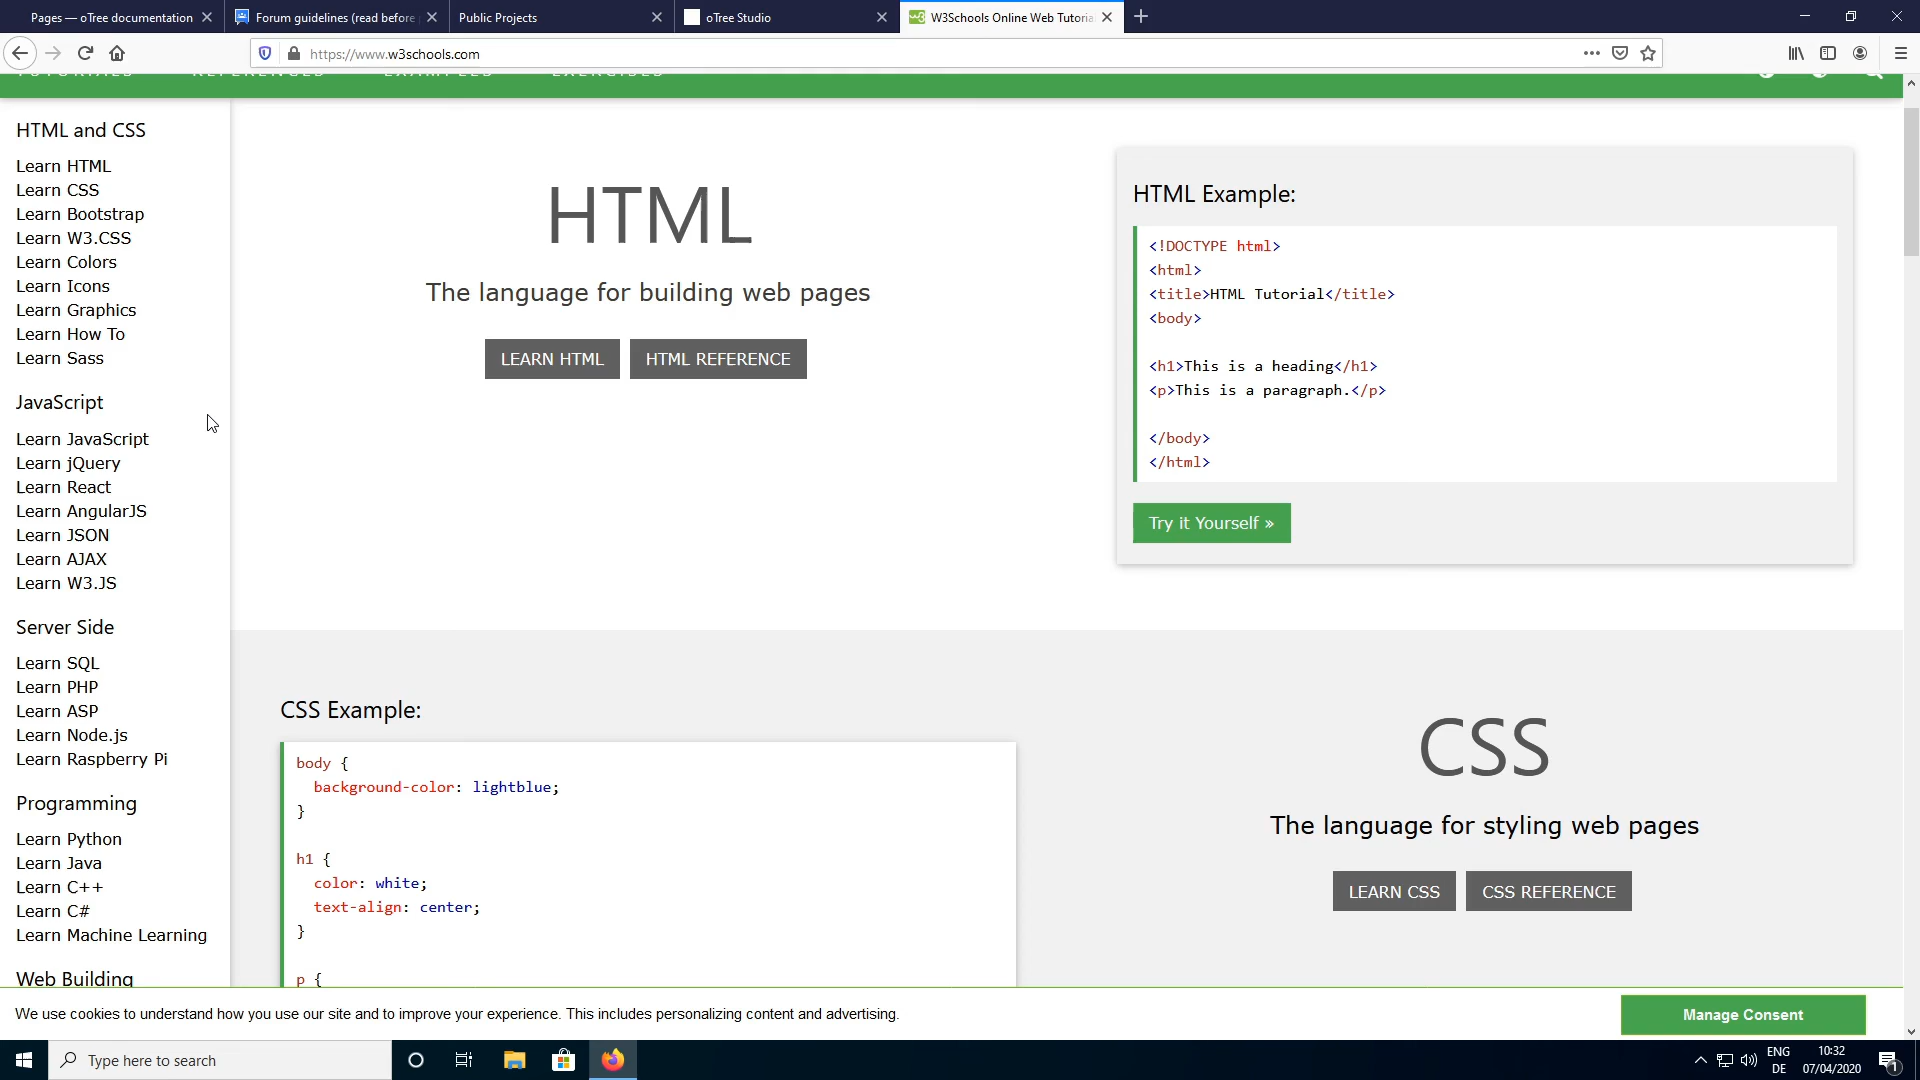 Pages — oTree documentation
Forum guidelines (read before
Public Projects
oTree Studio
W3Schools Online Web Tutoria
https://www.w3schools.com
TUTORIALS REFERENCES EXAMPLES EXERCISES
HTML and CSS
Learn HTML
Learn CSS
Learn Bootstrap
Learn W3.CSS
Learn Colors
Learn Icons
Learn Graphics
Learn How To
Learn Sass
JavaScript
Learn JavaScript
Learn jQuery
Learn React
Learn AngularJS
Learn JSON
Learn AJAX
Learn W3.JS
Server Side
Learn SQL
Learn PHP
Learn ASP
Learn Node.js
Learn Raspberry Pi
Programming
Learn Python
Learn Java
Learn C++
Learn C#
Learn Machine Learning
Web Building
HTML
The language for building web pages
LEARN HTML
HTML REFERENCE
HTML Example:
<!DOCTYPE html>
<html>
<title>HTML Tutorial</title>
<body>
<h1>This is a heading</h1>
<p>This is a paragraph.</p>
</body>
</html>
Try it Yourself »
CSS Example:
body {
background-color: lightblue;
}
h1 {
color: white;
text-align: center;
}
p {
CSS
The language for styling web pages
LEARN CSS
CSS REFERENCE
We use cookies to understand how you use our site and to improve your experience. This includes personalizing content and advertising.
Manage Consent
Type here to search
ENG
DE
10:32
07/04/2020
1